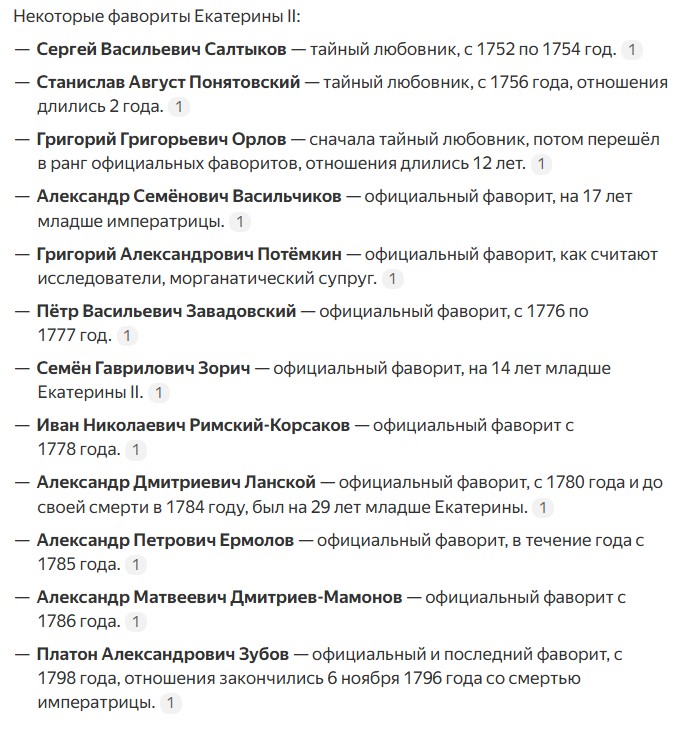 Некоторые фавориты Екатерины II:
— Сергей Васильевич Салтыков — тайный любовник, с 1752 по 1754 год. 1
— Станислав Август Понятовский — тайный любовник, с 1756 года, отношения
длились 2 года. 1
— Григорий Григорьевич Орлов — сначала тайный любовник, потом перешёл
в ранг официальных фаворитов, отношения длились 12 лет. 1
— Александр Семёнович Васильчиков — официальный фаворит, на 17 лет
младше императрицы. 1
— Григорий Александрович Потёмкин — официальный фаворит, как считают
исследователи, морганатический супруг. 1
— Пётр Васильевич Завадовский — официальный фаворит, с 1776 по
1777 год. 1
— Семён Гаврилович Зорич — официальный фаворит, на 14 лет младше
Екатерины II. 1
— Иван Николаевич Римский-Корсаков — официальный фаворит с
1778 года. 1
— Александр Дмитриевич Ланской — официальный фаворит, с 1780 года и до
своей смерти в 1784 году, был на 29 лет младше Екатерины. 1
— Александр Петрович Ермолов — официальный фаворит, в течение года с
1785 года. 1
— Александр Матвеевич Дмитриев-Мамонов — официальный фаворит с
1786 года. 1
— Платон Александрович Зубов — официальный и последний фаворит, с
1798 года, отношения закончились 6 ноября 1796 года со смертью
императрицы. 1